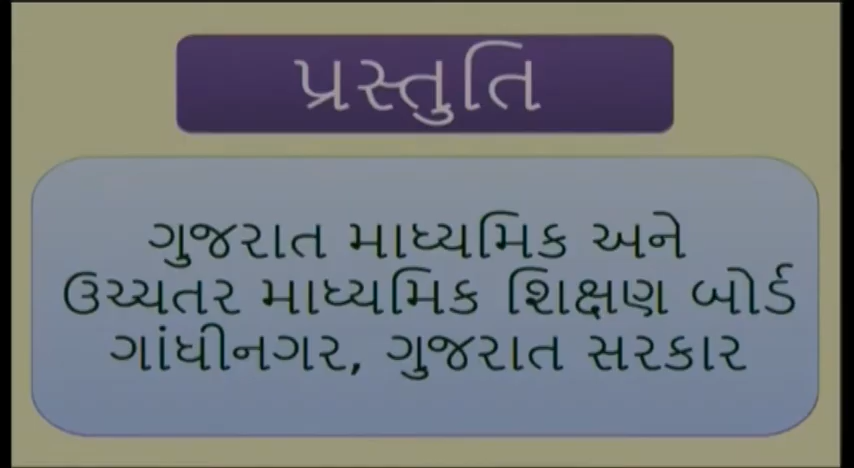 પ્રસ્તુતિ
ગુજરાત માધ્યમિક અને
ઉચ્ચતર માધ્યમિક શિક્ષણ બોર્ડ
ગાંધીનગર, ગુજરાત સરકાર